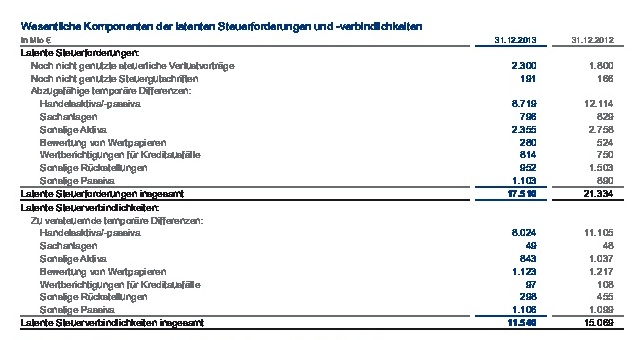 Wesentliche Komponenten der latenten Steuerforderungen und -verbindlichkeiten
in Mio € 31.12.2013 31.12.2012
Latente Steuerforderungen:
Noch nicht genutzte steuerliche Verlustvorträge 2.300 1.800
Noch nicht genutzte Steuergutschriften 191 166
Abzugsfähige temporäre Differenzen:
Handelsaktiva/-passiva 8.719 12.114
Sachanlagen 796 829
Sonstige Aktiva 2.355 2.758
Bewertung von Wertpapieren 280 524
Wertberichtigungen für Kreditausfälle 814 750
Sonstige Rückstellungen 952 1.503
Sonstige Passiva 1.103 890
Latente Steuerforderungen insgesamt 17.510 21.334
Latente Steuerverbindlichkeiten:
Zu versteuernde temporäre Differenzen:
Handelsaktiva/-passiva 8.024 11.105
Sachanlagen 49 48
Sonstige Aktiva 843 1.037
Bewertung von Wertpapieren 1.123 1.217
Wertberichtigungen für Kreditausfälle 97 108
Sonstige Rückstellungen 298 455
Sonstige Passiva 1.106 1.099
Latente Steuerverbindlichkeiten insgesamt 11.540 15.069